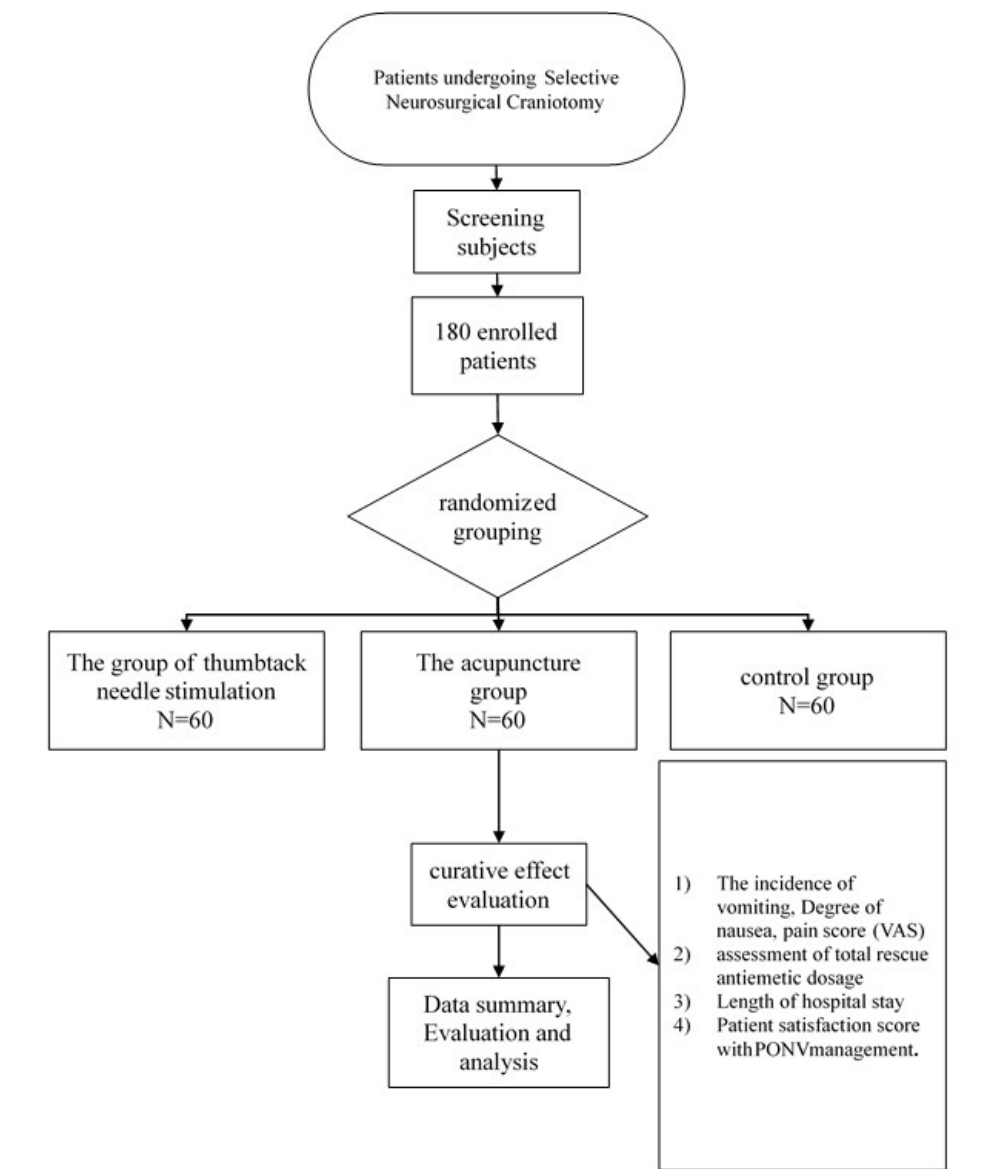 Patients undergoing Selective
Neurosurgical Craniotomy
Screening
subjects
180 enrolled
patients
randomized
grouping
The group of thumbtack
needle stimulation
N=60
The acupuncture
group
N=60
control group
N=60
curative effect
evaluation
1) The incidence of
vomiting, Degree of
nausea, pain score (VAS)
2) assessment of total rescue
antiemetic dosage
3) Length of hospital stay
4) Patient satisfaction score
withPONVmanagement.
Data summary,
Evaluation and
analysis